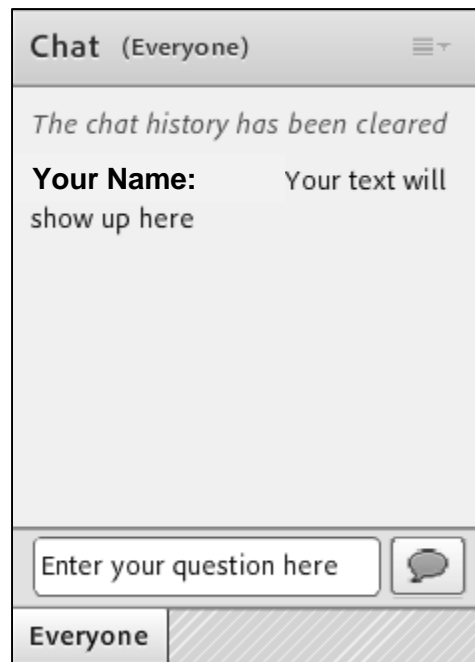 Chat (Everyone)
The chat history has been cleared
Your Name: Your text will
show up here
Enter your question here
Everyone